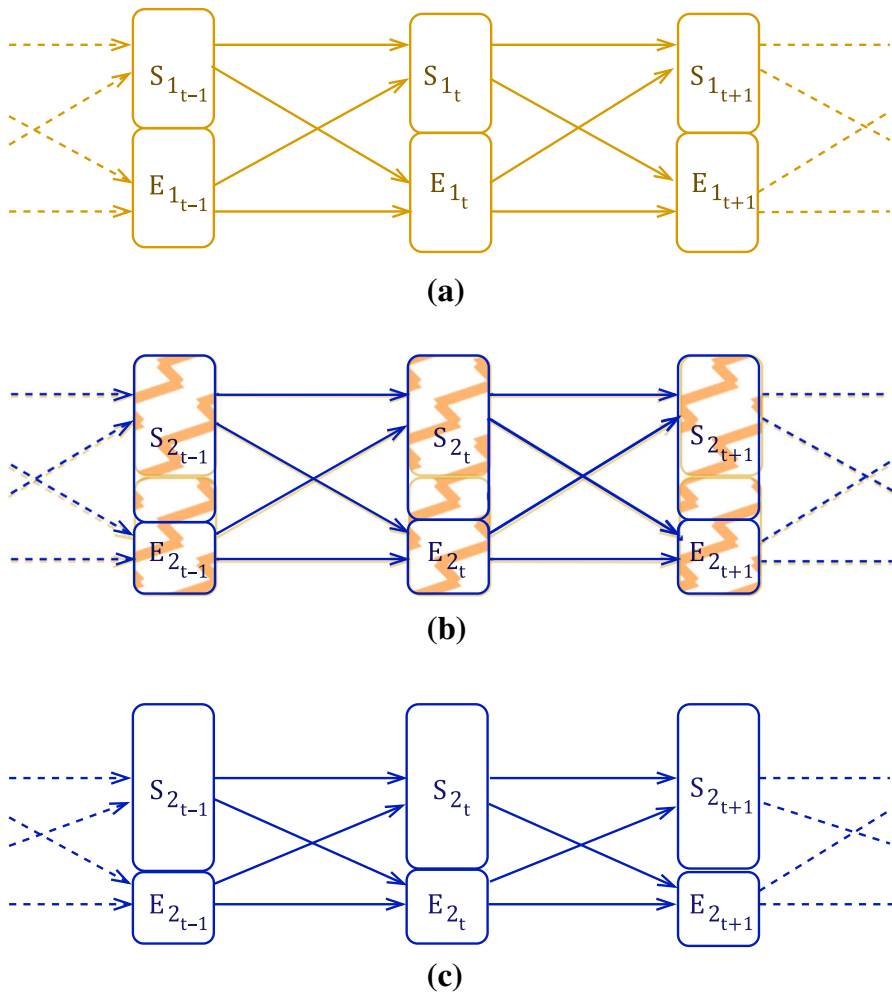 S₁ₜ₋₁ S₁ₜ S₁ₜ₊₁
E₁ₜ₋₁ E₁ₜ E₁ₜ₊₁
(a)
S₂ₜ₋₁ S₂ₜ S₂ₜ₊₁
E₂ₜ₋₁ E₂ₜ E₂ₜ₊₁
(b)
S₂ₜ₋₁ S₂ₜ S₂ₜ₊₁
E₂ₜ₋₁ E₂ₜ E₂ₜ₊₁
(c)